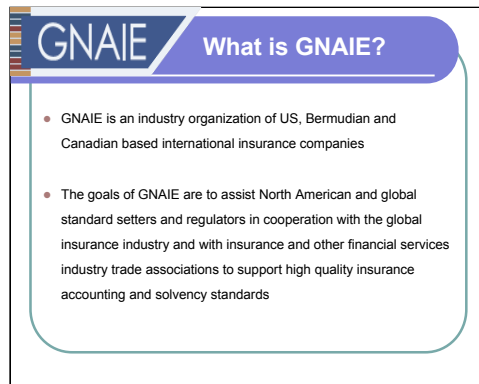 GNAIE
What is GNAIE?
GNAIE is an industry organization of US, Bermudian and
Canadian based international insurance companies
The goals of GNAIE are to assist North American and global
standard setters and regulators in cooperation with the global
insurance industry and with insurance and other financial services
industry trade associations to support high quality insurance
accounting and solvency standards